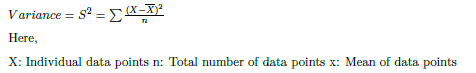 Variance = S² = ∑ (X−X̅)²/n
Here,
X: Individual data points n: Total number of data points x: Mean of data points